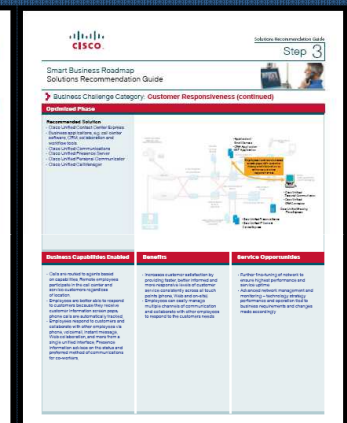 Solutions Recommendation Guide
CISCO
Step 3
Smart Business Roadmap
Solutions Recommendation Guide
Business Challenge Category: Customer Responsiveness (continued)
Optimized Phase
Recommended Solution
- Cisco Unified Contact Center Express
- Business applications, e.g. call center
software, CRM, collaboration and
workflow tools
- Cisco Unified Communications
- Cisco Unified Presence Server
- Cisco Unified Personal Communicator
- Cisco Unified CallManager
Business Capabilities Enabled
Benefits
Service Opportunities
- Calls are routed to agents based
on capabilities. Remote employees
participate in the call center and
service customers regardless
of location.
- Employees are better able to respond
to customers because they receive
customer information screen pops;
phone calls are automatically tracked.
- Employees respond to customers and
collaborate with other employees via
phone, voicemail, instant message,
Web collaboration, and more from a
single unified interface. Presence
information advises on the status and
preferred method of communications
for co-workers.
- Increases customer satisfaction by
providing faster, better informed and
more responsive levels of customer
service consistently across all touch
points (phone, Web and on-site)
- Employees can easily manage
multiple channels of communication
and collaborate with other employees
to respond to the customers needs
- Further fine-tuning of network to
ensure highest performance and
service uptime
- Advanced network management and
monitoring – technology strategy,
performance and operation tied to
business requirements and changes
made accordingly